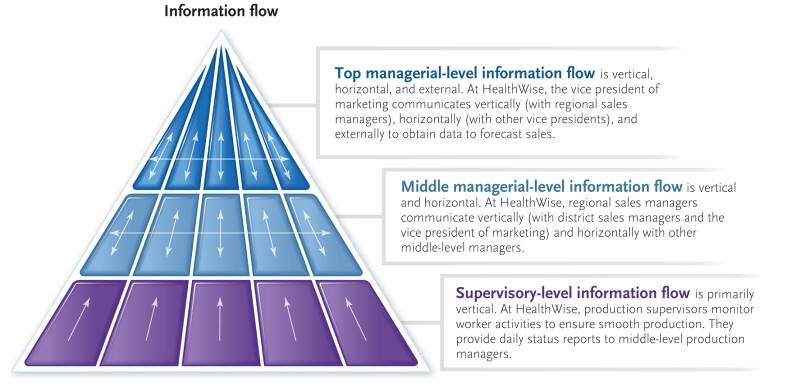 Information flow
Top managerial-level information flow is vertical,
horizontal, and external. At HealthWise, the vice president of
marketing communicates vertically (with regional sales
managers), horizontally (with other vice presidents), and
externally to obtain data to forecast sales.
Middle managerial-level information flow is vertical
and horizontal. At HealthWise, regional sales managers
communicate vertically (with district sales managers and the
vice president of marketing) and horizontally with other
middle-level managers.
Supervisory-level information flow is primarily
vertical. At HealthWise, production supervisors monitor
worker activities to ensure smooth production. They
provide daily status reports to middle-level production
managers.